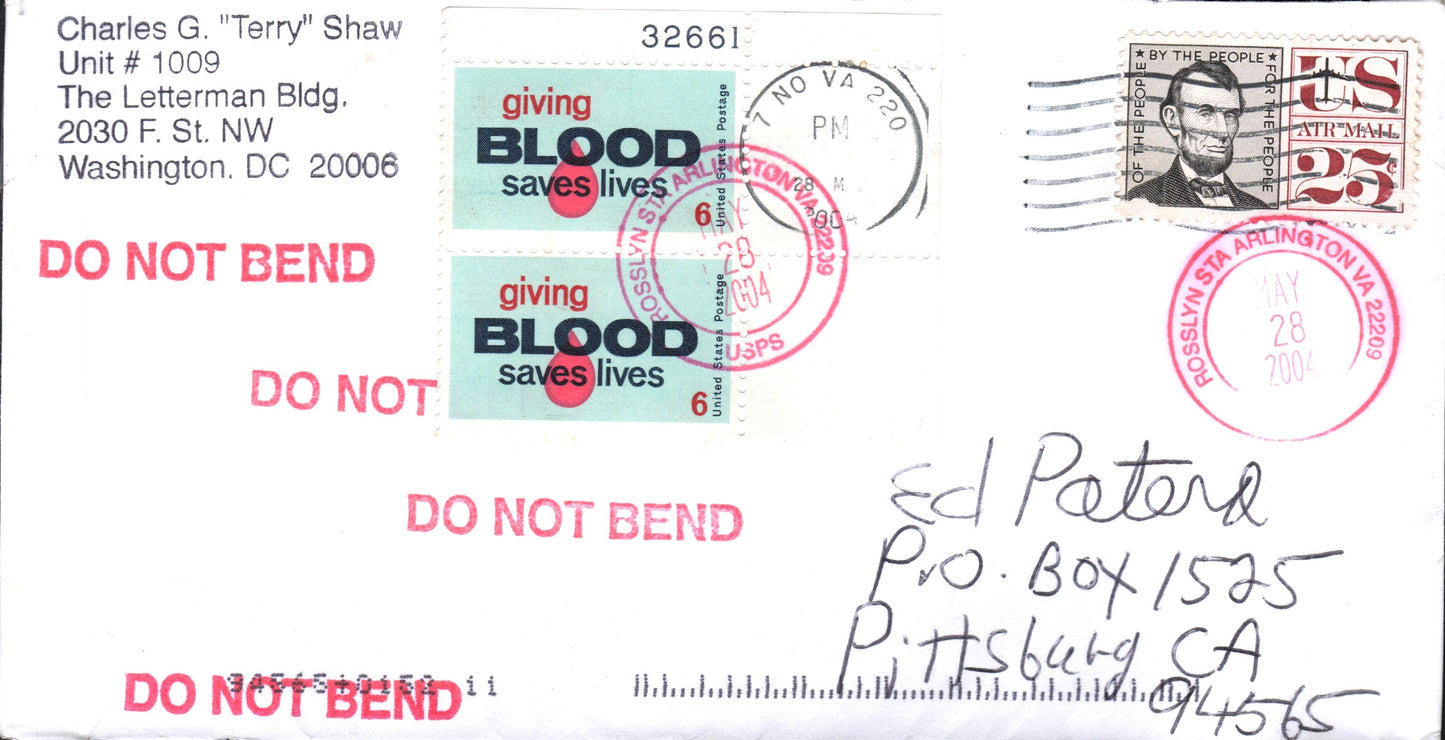 Charles G. "Terry" Shaw
Unit # 1009
The Letterman Bldg.
2030 F. St. NW
Washington. DC 20006
32661
giving
BLOOD
saves lives
6
United States Postage
giving
BLOOD
saves lives
6
United States Postage
7 NO VA 220
PM
28 M
2004
ROSSLYN STA ARLINGTON VA 22209
MAY
28
2004
USPS
OF THE PEOPLE ★ BY THE PEOPLE ★ FOR THE PEOPLE
US
AIR MAIL
25¢
ROSSLYN STA ARLINGTON VA 22209
MAY
28
2004
DO NOT BEND
DO NOT
DO NOT BEND
DO NOT BEND
Ed Patera
P.O. BOX 1525
Pittsburg CA
94565